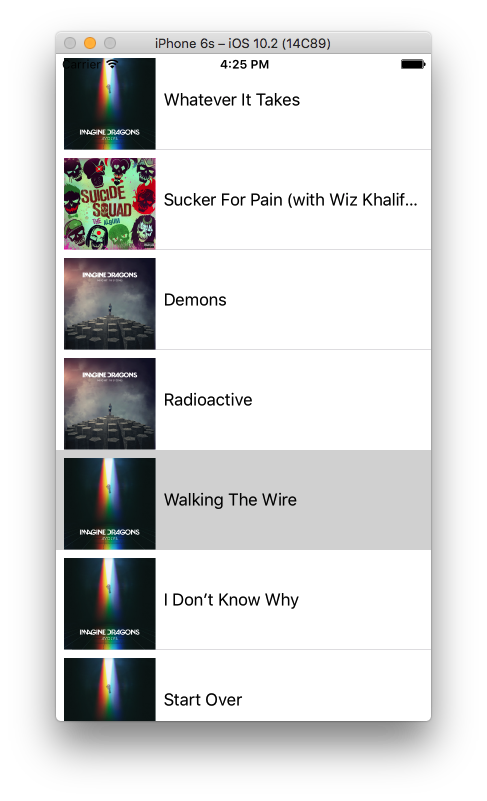 iPhone 6s – iOS 10.2 (14C89)
Carrier
4:25 PM
IMAGINE DRAGONS
Whatever It Takes
SUICIDE
SQUAD
THE ALBUM
Sucker For Pain (with Wiz Khalif...
IMAGINE DRAGONS
Demons
IMAGINE DRAGONS
Radioactive
IMAGINE DRAGONS
Walking The Wire
IMAGINE DRAGONS
I Don’t Know Why
Start Over